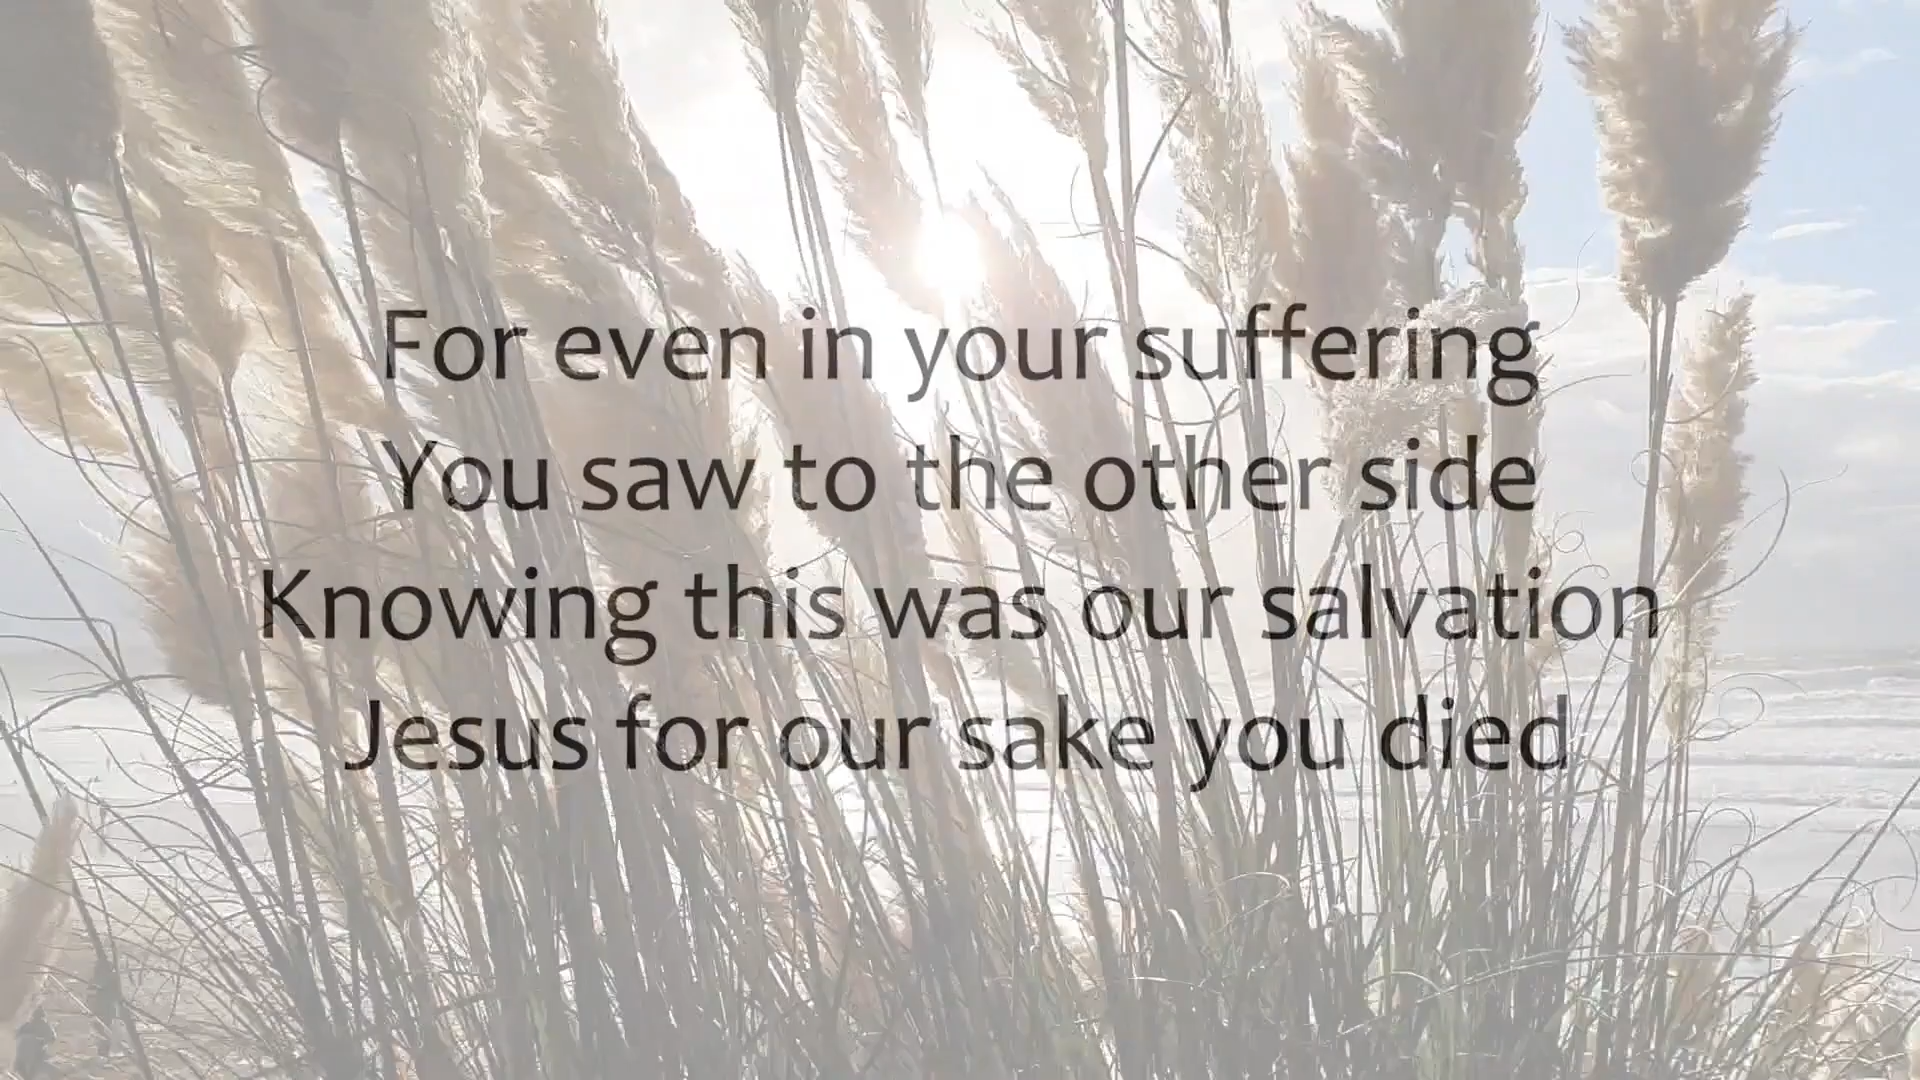 For even in your suffering
You saw to the other side
Knowing this was our salvation
Jesus for our sake you died